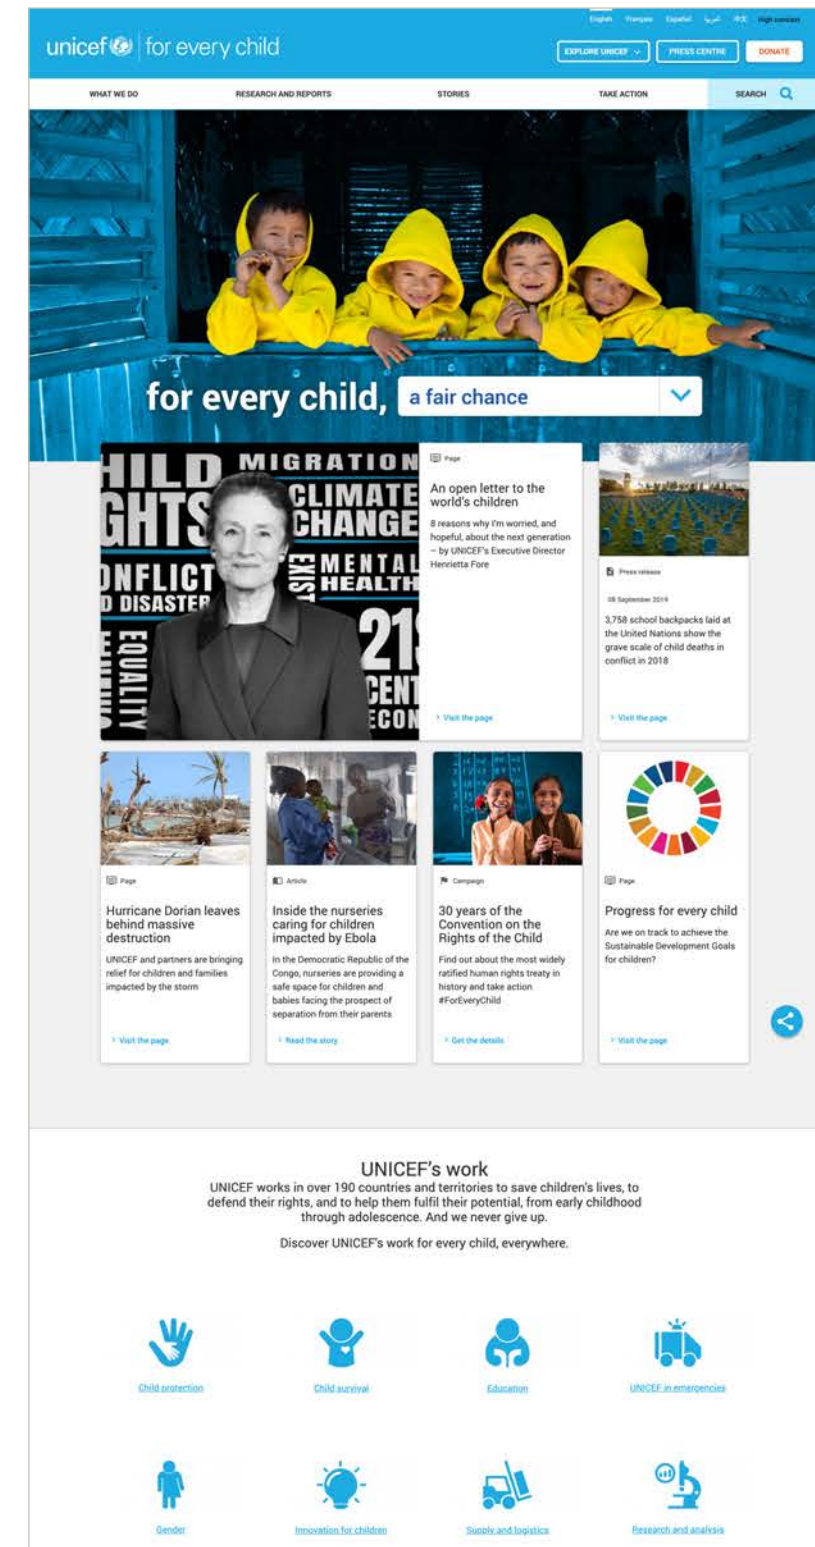 English Français Español العربية 中文 High contrast
unicef for every child
EXPLORE UNICEF PRESS CENTRE DONATE
WHAT WE DO RESEARCH AND REPORTS STORIES TAKE ACTION SEARCH
for every child, a fair chance
HILD
GHTS
MIGRATION
CLIMATE
CHANGE
ONFLICT
D DISASTER
EXIST
MENTAL
HEALTH
EQUALITY
21S
CENT
ECON
Page
An open letter to the
world's children
8 reasons why I'm worried, and
hopeful, about the next generation
– by UNICEF's Executive Director
Henrietta Fore
› Visit the page
Press release
08 September 2019
3,758 school backpacks laid at
the United Nations show the
grave scale of child deaths in
conflict in 2018
› Visit the page
Page
Hurricane Dorian leaves
behind massive
destruction
UNICEF and partners are bringing
relief for children and families
impacted by the storm
› Visit the page
Article
Inside the nurseries
caring for children
impacted by Ebola
In the Democratic Republic of the
Congo, nurseries are providing a
safe space for children and
babies facing the prospect of
separation from their parents
› Read the story
Campaign
30 years of the
Convention on the
Rights of the Child
Find out about the most widely
ratified human rights treaty in
history and take action
#ForEveryChild
› Get the details
Page
Progress for every child
Are we on track to achieve the
Sustainable Development Goals
for children?
› Visit the page
UNICEF's work
UNICEF works in over 190 countries and territories to save children's lives, to
defend their rights, and to help them fulfil their potential, from early childhood
through adolescence. And we never give up.
Discover UNICEF's work for every child, everywhere.
Child protection Child survival Education UNICEF in emergencies
Gender Innovation for children Supply and logistics Research and analysis